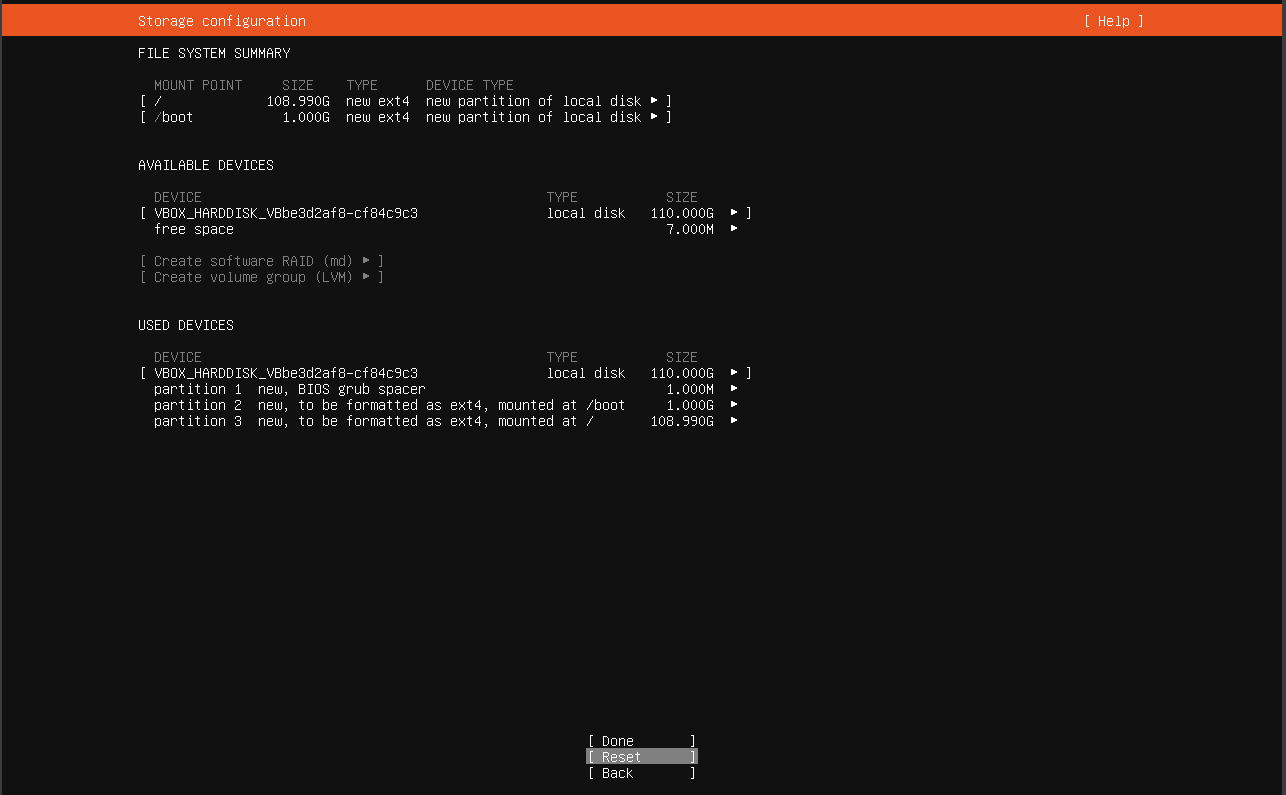 Storage configuration [ Help ]
FILE SYSTEM SUMMARY
MOUNT POINT SIZE TYPE DEVICE TYPE
[ / 108.990G new ext4 new partition of local disk ▸ ]
[ /boot 1.000G new ext4 new partition of local disk ▸ ]
AVAILABLE DEVICES
DEVICE TYPE SIZE
[ VBOX_HARDDISK_VBbe3d2af8-cf84c9c3 local disk 110.000G ▸ ]
free space 7.000M ▸
[ Create software RAID (md) ▸ ]
[ Create volume group (LVM) ▸ ]
USED DEVICES
DEVICE TYPE SIZE
[ VBOX_HARDDISK_VBbe3d2af8-cf84c9c3 local disk 110.000G ▸ ]
partition 1 new, BIOS grub spacer 1.000M ▸
partition 2 new, to be formatted as ext4, mounted at /boot 1.000G ▸
partition 3 new, to be formatted as ext4, mounted at / 108.990G ▸
[ Done ]
[ Reset ]
[ Back ]